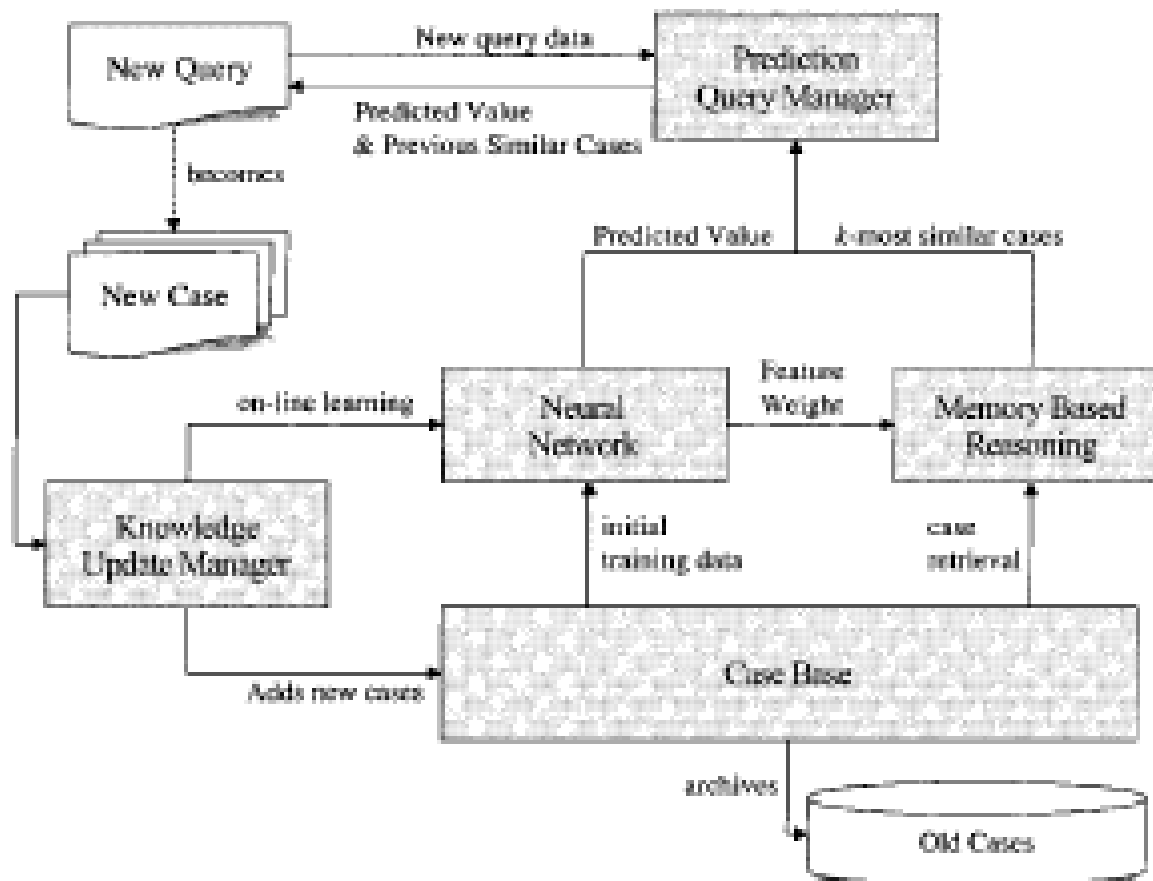 New Query
New query data
Prediction
Query Manager
Predicted Value
& Previous Similar Cases
becomes
New Case
Predicted Value
k-most similar cases
on-line learning
Neural
Network
Feature
Weight
Memory Based
Reasoning
Knowledge
Update Manager
initial
training data
case
retrieval
Adds new cases
Case Base
archives
Old Cases